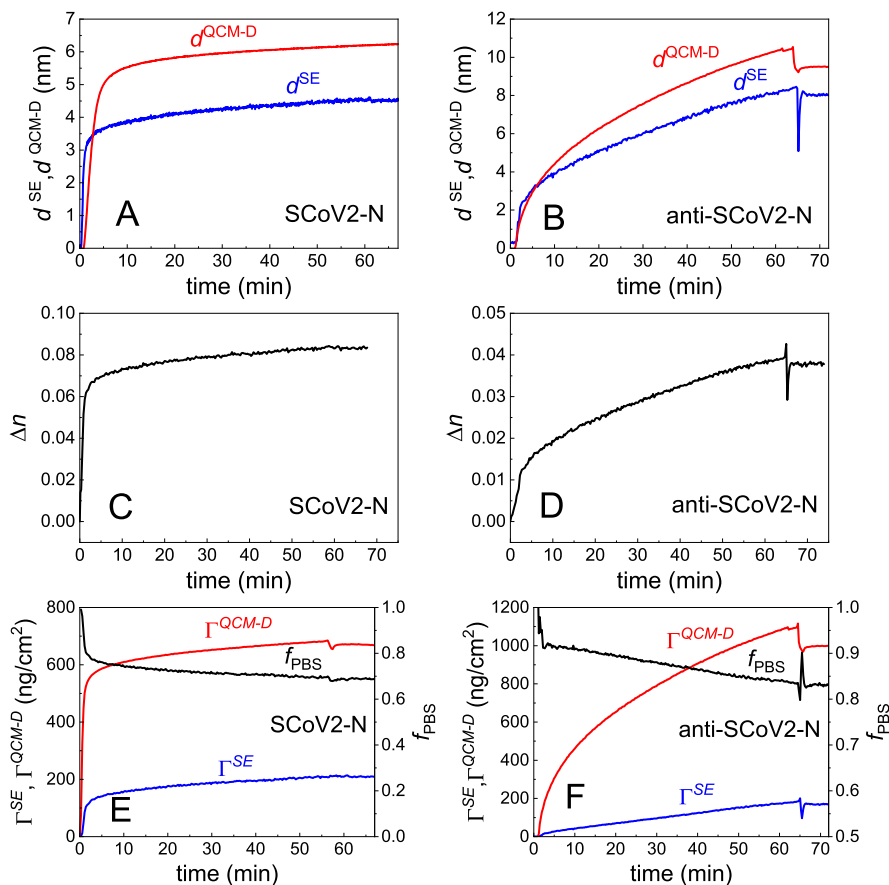 7
6
5
4
3
2
1
0
d SE, d QCM-D (nm)
d QCM-D
d SE
A
SCoV2-N
0 10 20 30 40 50 60
time (min)
12
10
8
6
4
2
0
d SE, d QCM-D (nm)
d QCM-D
d SE
B
anti-SCoV2-N
0 10 20 30 40 50 60 70
time (min)
0.10
0.08
0.06
0.04
0.02
0.00
Δn
C
SCoV2-N
0 10 20 30 40 50 60 70
time (min)
0.05
0.04
0.03
0.02
0.01
0.00
Δn
D
anti-SCoV2-N
0 10 20 30 40 50 60 70
time (min)
800
600
400
200
0
Γ SE, Γ QCM-D (ng/cm²)
Γ QCM-D
f PBS
SCoV2-N
Γ SE
E
1.0
0.8
0.6
0.4
0.2
0.0
f PBS
0 10 20 30 40 50 60
time (min)
1200
1000
800
600
400
200
0
Γ SE, Γ QCM-D (ng/cm²)
Γ QCM-D
f PBS
anti-SCoV2-N
Γ SE
F
1.0
0.9
0.8
0.7
0.6
0.5
f PBS
0 10 20 30 40 50 60 70
time (min)